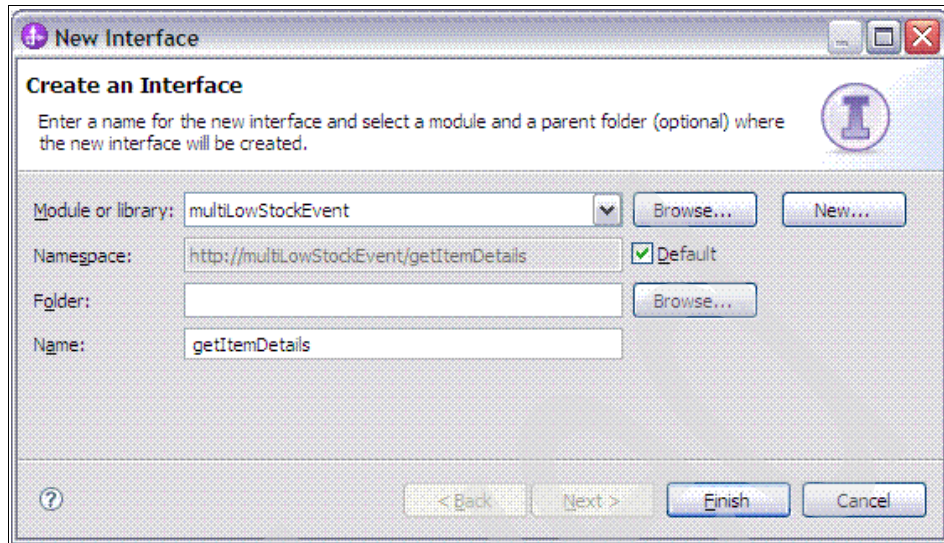 New Interface
Create an Interface
Enter a name for the new interface and select a module and a parent folder (optional) where
the new interface will be created.
Module or library: multiLowStockEvent Browse... New...
Namespace: http://multiLowStockEvent/getItemDetails Default
Folder: Browse...
Name: getItemDetails
? < Back Next > Finish Cancel